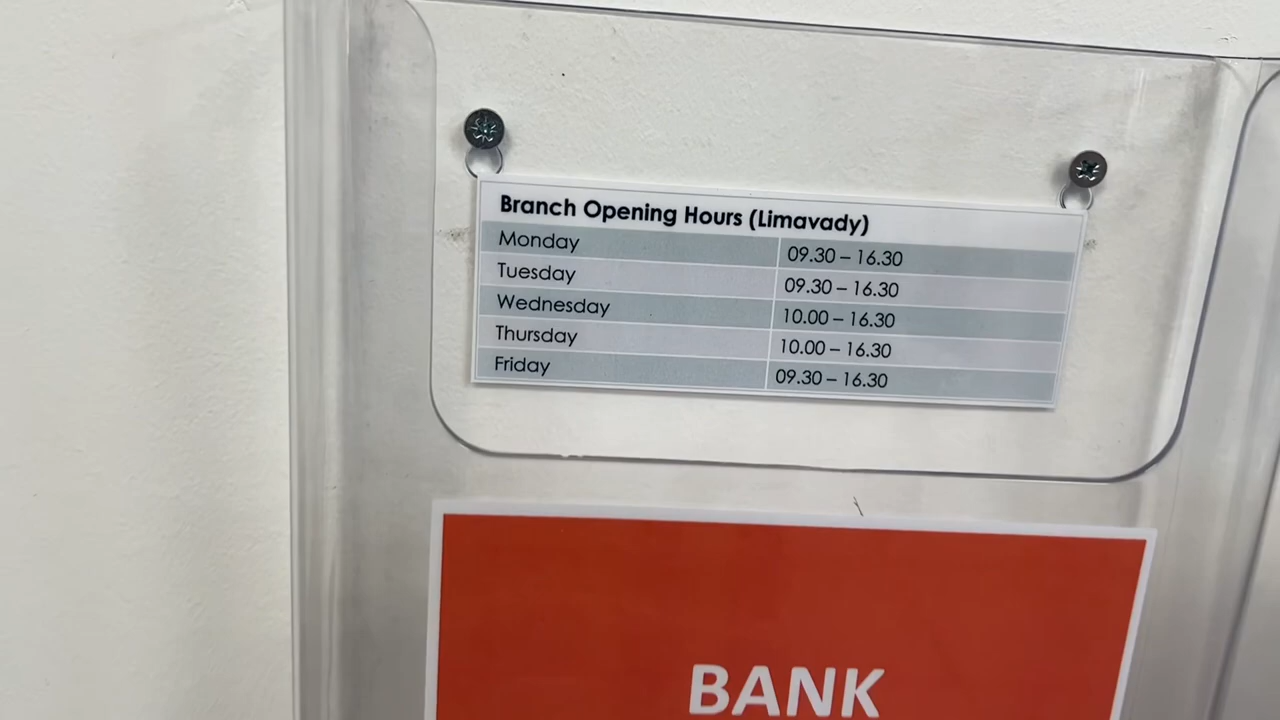 Branch Opening Hours (Limavady)
Monday 09.30 – 16.30
Tuesday 09.30 – 16.30
Wednesday 10.00 – 16.30
Thursday 10.00 – 16.30
Friday 09.30 – 16.30
BANK